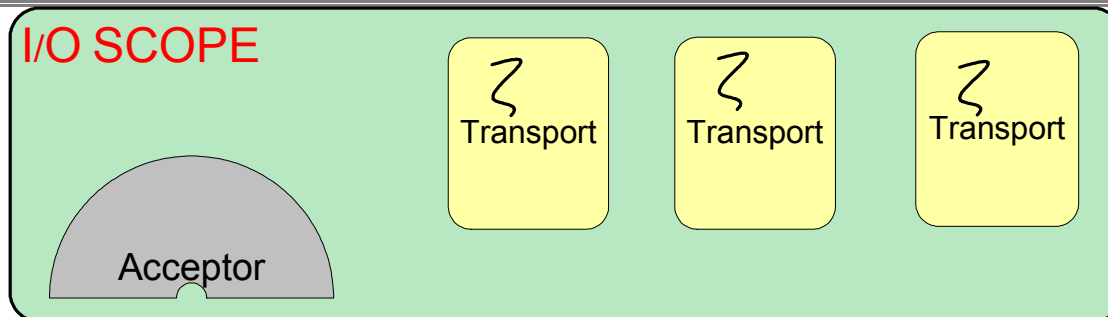 I/O SCOPE
Transport
Transport
Transport
Acceptor